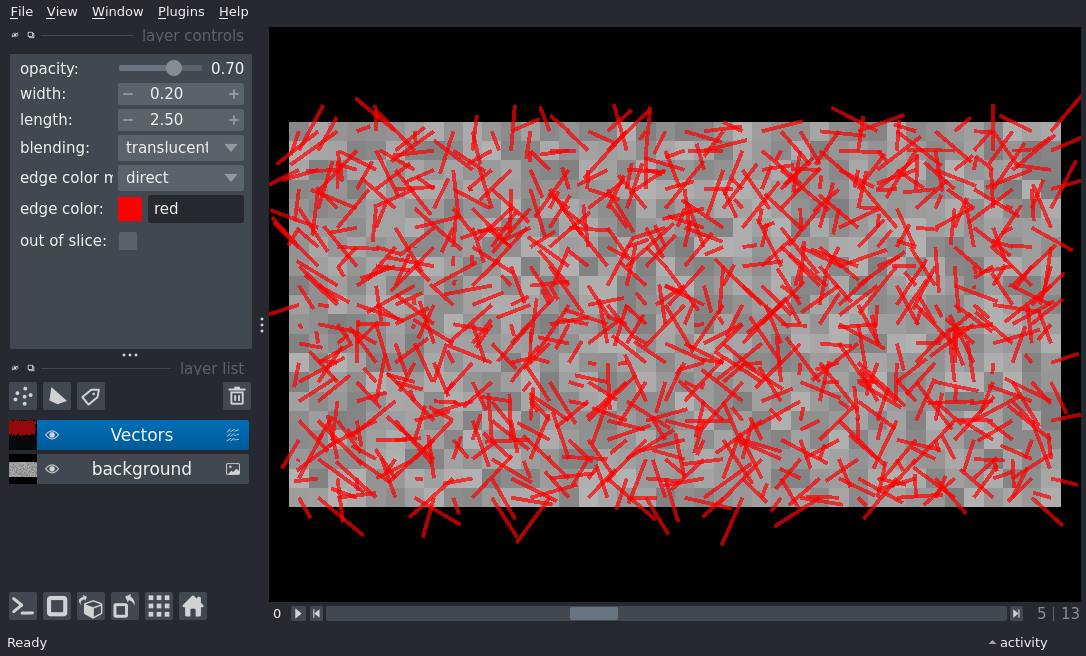 File View Window Plugins Help
layer controls
opacity: 0.70
width: 0.20
length: 2.50
blending: translucent
edge color m direct
edge color: red
out of slice:
layer list
Vectors
background
0 5 | 13
Ready activity